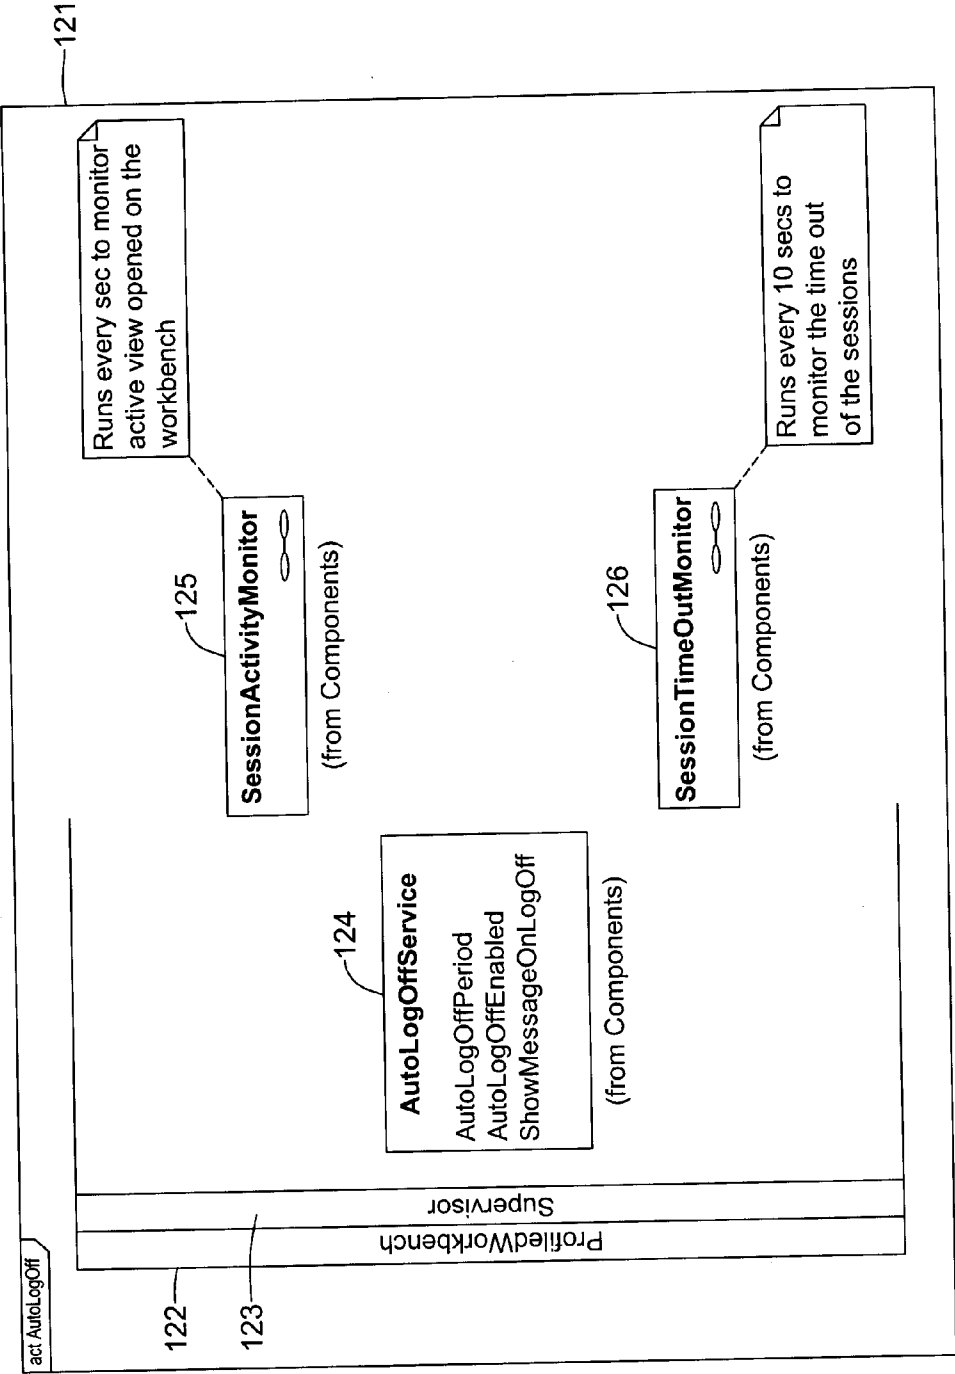 121
act AutoLogOff
122
ProfiledWorkbench
123
Supervisor
124
AutoLogOffService
AutoLogOffPeriod
AutoLogOffEnabled
ShowMessageOnLogOff
(from Components)
125
SessionActivityMonitor
(from Components)
Runs every sec to monitor
active view opened on the
workbench
126
SessionTimeOutMonitor
(from Components)
Runs every 10 secs to
monitor the time out
of the sessions